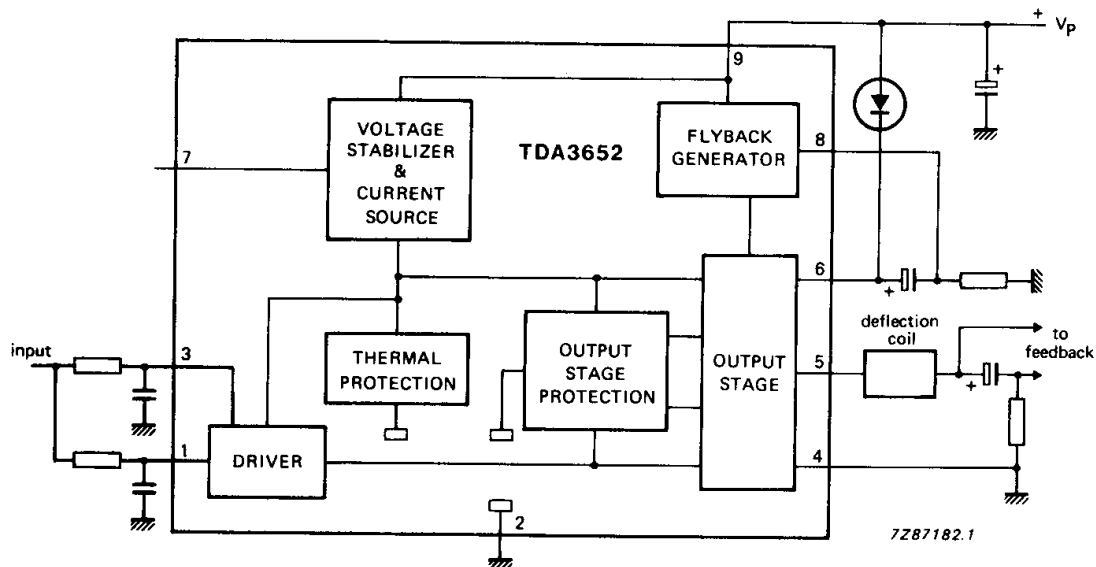 + VP
9
VOLTAGE
STABILIZER
&
CURRENT
SOURCE
TDA3652
FLYBACK
GENERATOR
8
+
7
6
+
input
3
THERMAL
PROTECTION
OUTPUT
STAGE
PROTECTION
OUTPUT
STAGE
5
deflection
coil
to
feedback
+
1
DRIVER
4
2
7Z87182.1